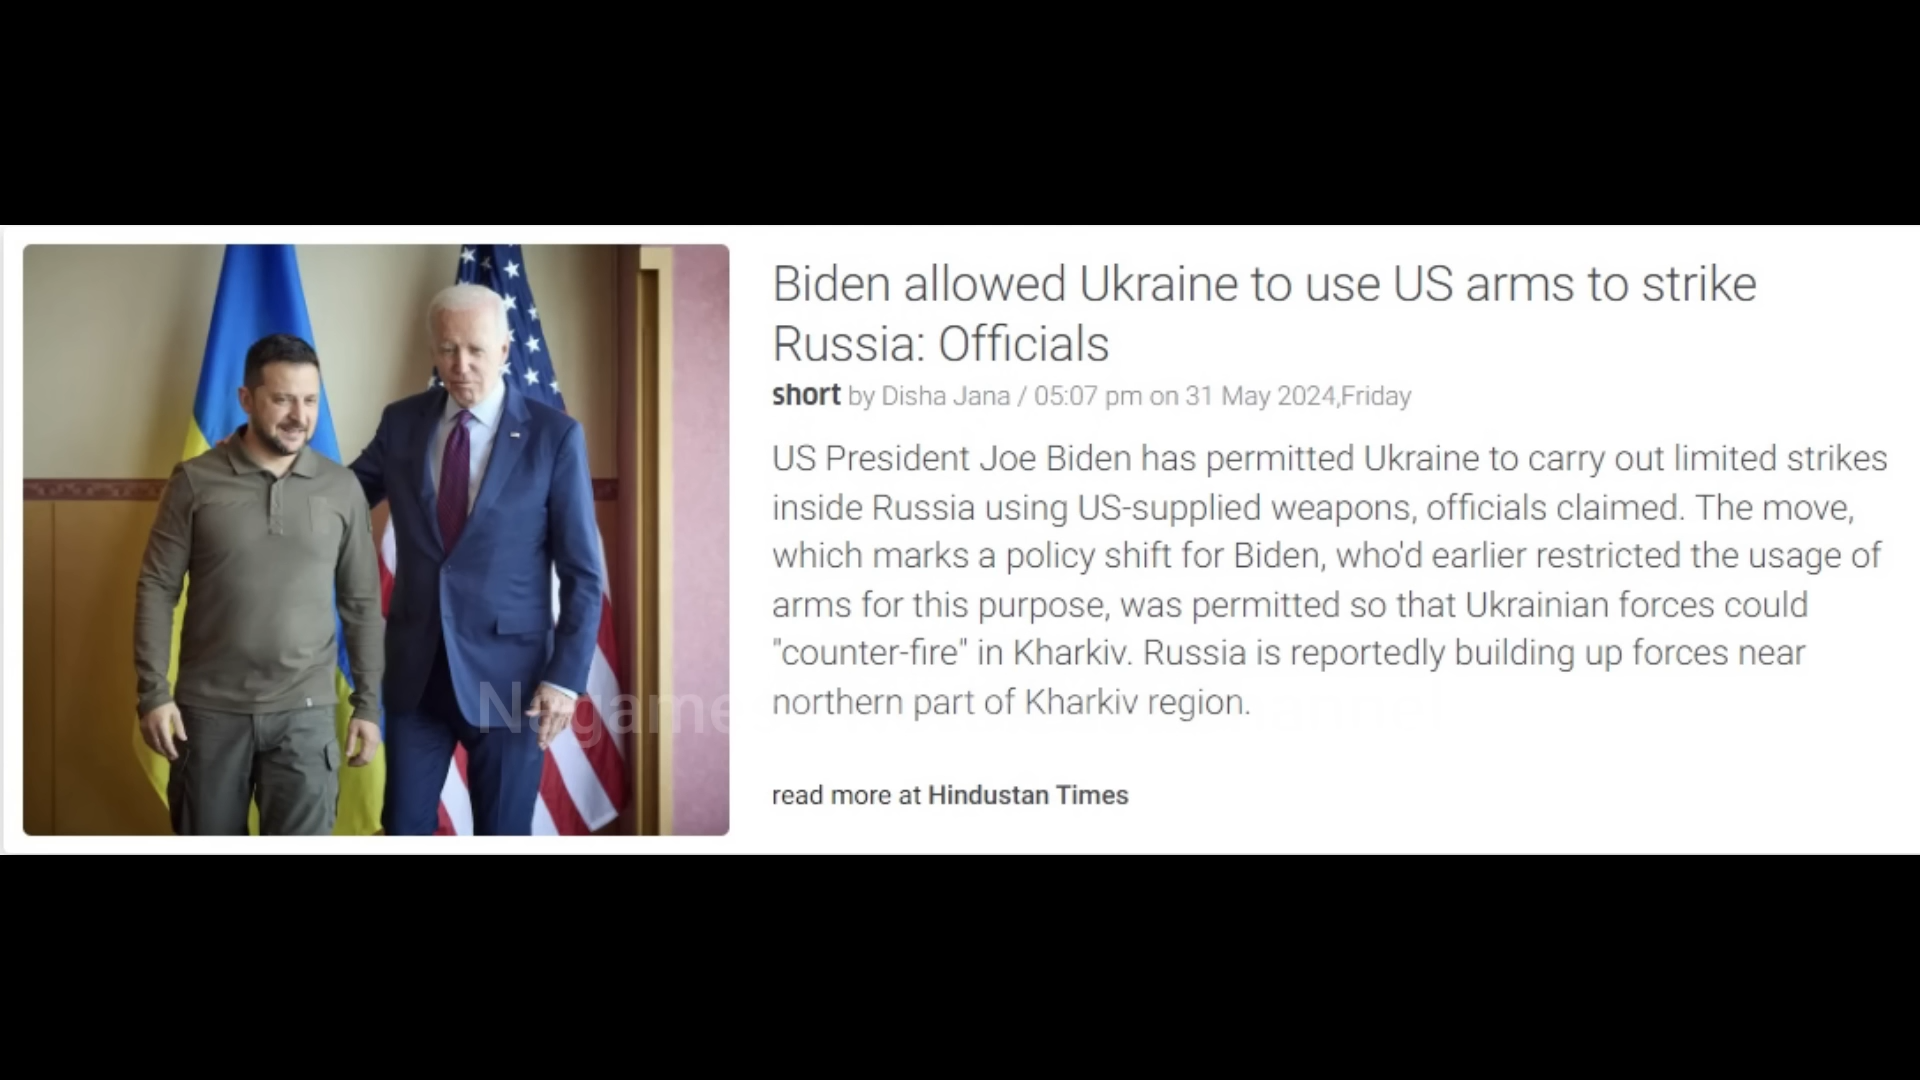 Biden allowed Ukraine to use US arms to strike
Russia: Officials
short by Disha Jana / 05:07 pm on 31 May 2024,Friday
US President Joe Biden has permitted Ukraine to carry out limited strikes
inside Russia using US-supplied weapons, officials claimed. The move,
which marks a policy shift for Biden, who'd earlier restricted the usage of
arms for this purpose, was permitted so that Ukrainian forces could
"counter-fire" in Kharkiv. Russia is reportedly building up forces near
northern part of Kharkiv region.
read more at Hindustan Times